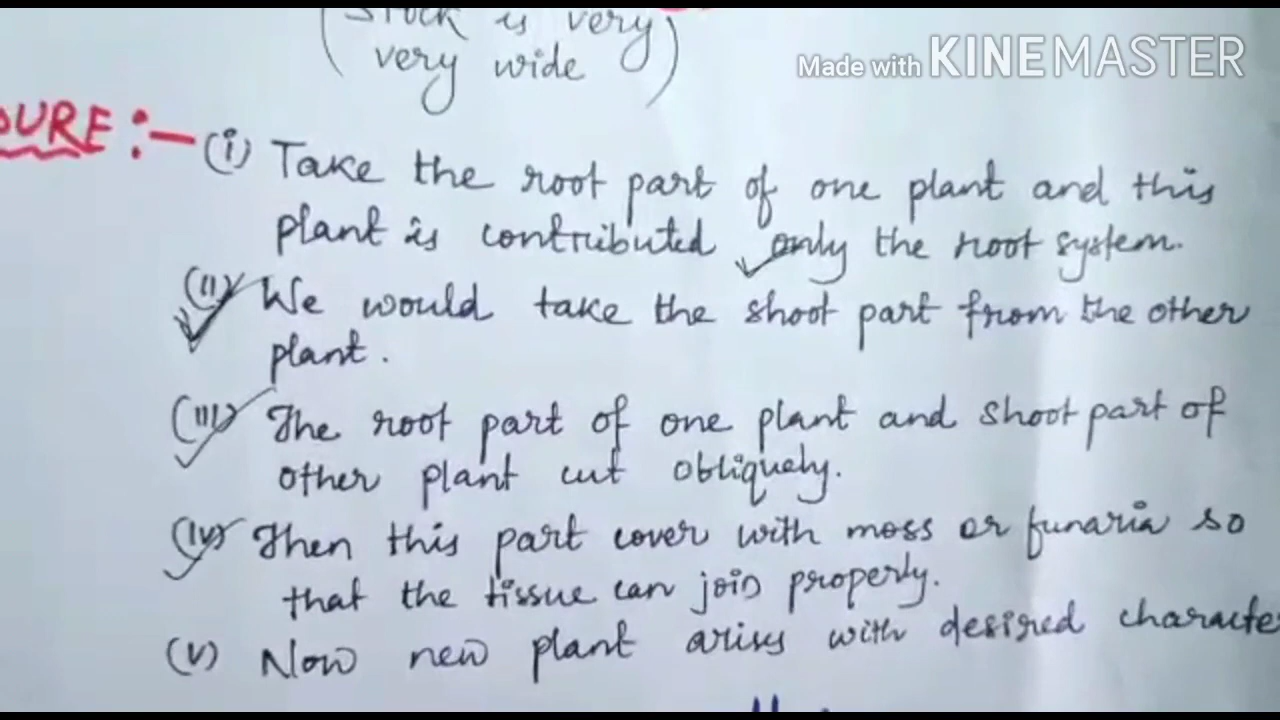 (Stock is very
very wide)
Made with KINEMASTER
DURE :-
(i) Take the root part of one plant and this
plant is contributed only the root system.
(ii) We would take the shoot part from the other
plant.
(iii) The root part of one plant and shoot part of
other plant cut obliquely.
(iv) Then this part cover with moss or funaria so
that the tissue can join properly.
(v) Now new plant arises with desired characte